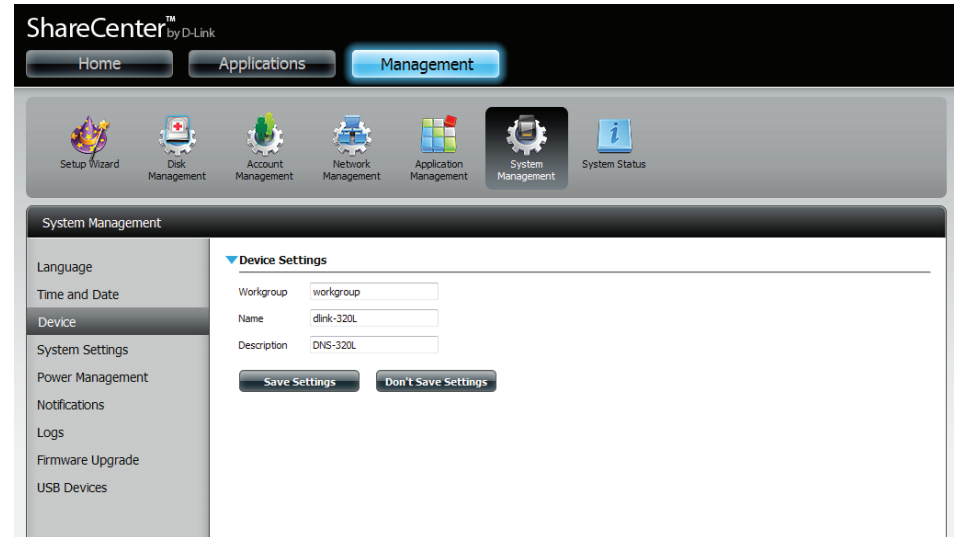 ShareCenter™ by D-Link
Home Applications Management
Setup Wizard Disk Management Account Management Network Management Application Management System Management System Status
System Management
Language
Time and Date
Device
System Settings
Power Management
Notifications
Logs
Firmware Upgrade
USB Devices
Device Settings
Workgroup workgroup
Name dlink-320L
Description DNS-320L
Save Settings Don't Save Settings